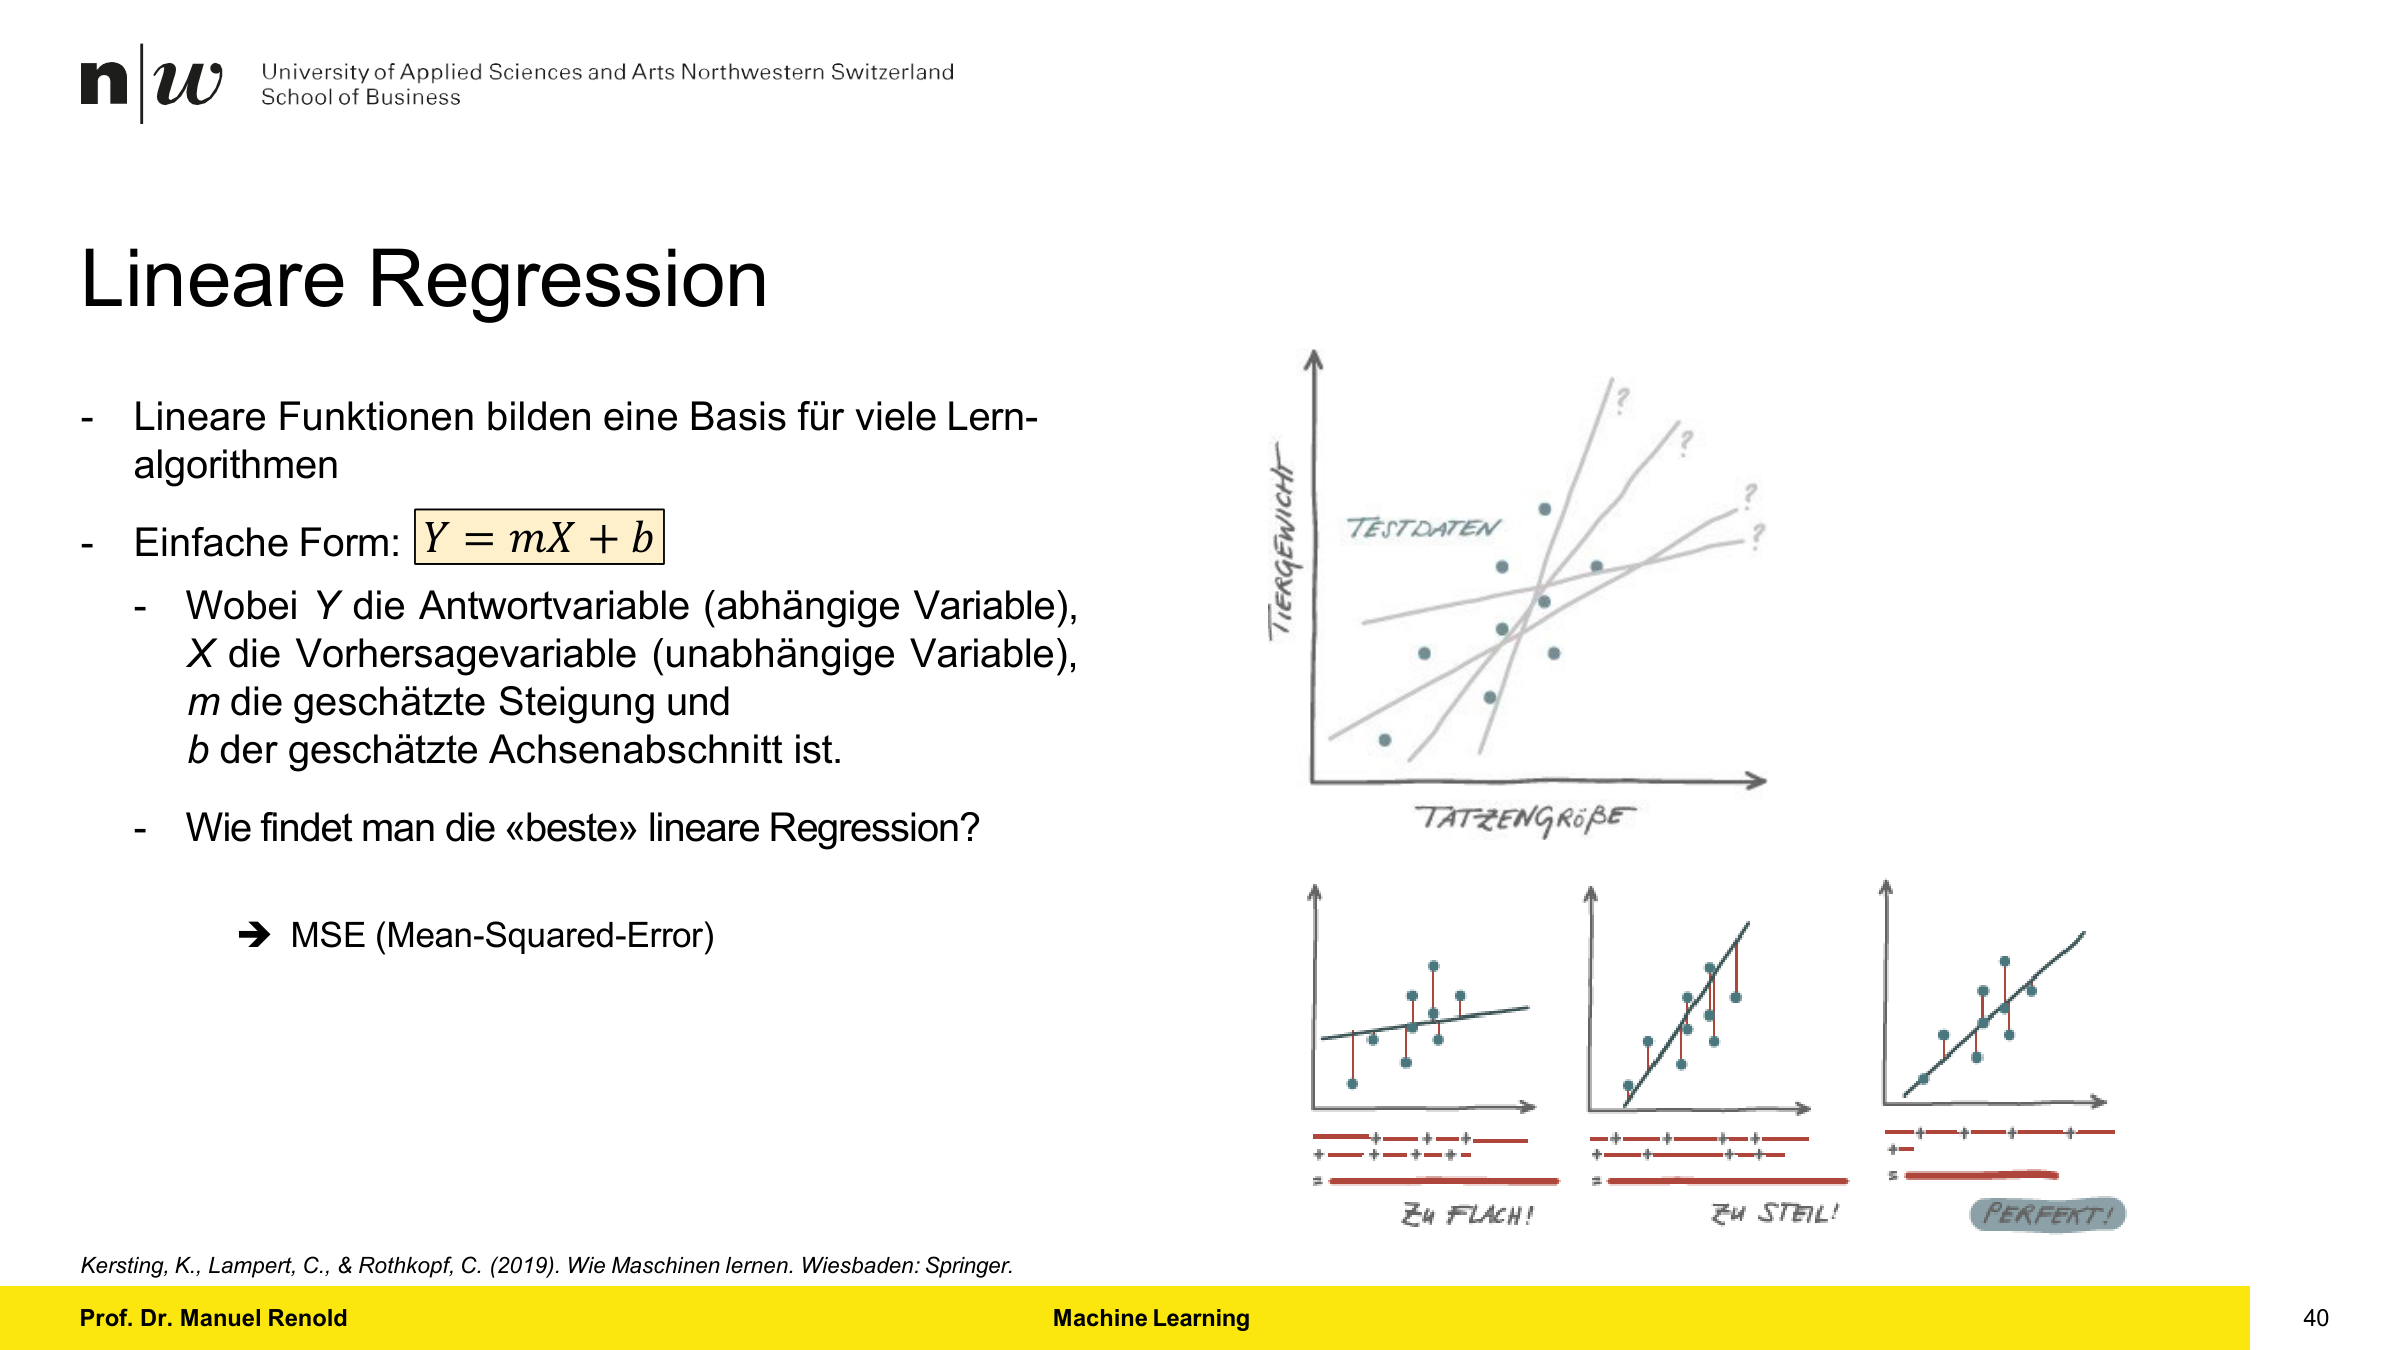 n|w University of Applied Sciences and Arts Northwestern Switzerland
School of Business
Lineare Regression
- Lineare Funktionen bilden eine Basis für viele Lern-
algorithmen
- Einfache Form: Y = mX + b
- Wobei Y die Antwortvariable (abhängige Variable),
X die Vorhersagevariable (unabhängige Variable),
m die geschätzte Steigung und
b der geschätzte Achsenabschnitt ist.
- Wie findet man die «beste» lineare Regression?
➔ MSE (Mean-Squared-Error)
TIERGEWICHT
TESTDATEN
?
?
?
?
TATZENGRÖßE
+ + +
+ + + +
=
ZU FLACH!
+ + + +
+ + + +
=
ZU STEIL!
+ + + +
+
=
PERFEKT!
Kersting, K., Lampert, C., & Rothkopf, C. (2019). Wie Maschinen lernen. Wiesbaden: Springer.
Prof. Dr. Manuel Renold
Machine Learning
40